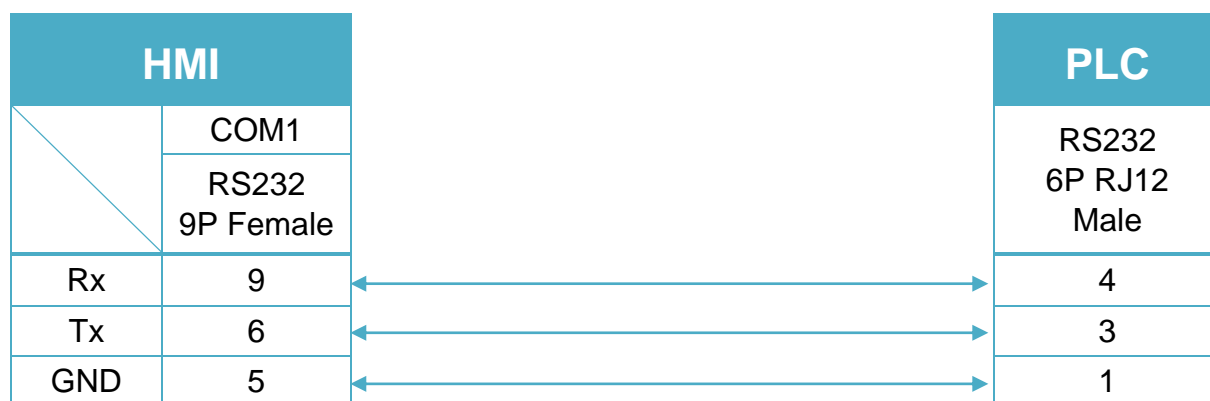 HMI
PLC
COM1
RS232
9P Female
RS232
6P RJ12
Male
Rx 9 4
Tx 6 3
GND 5 1